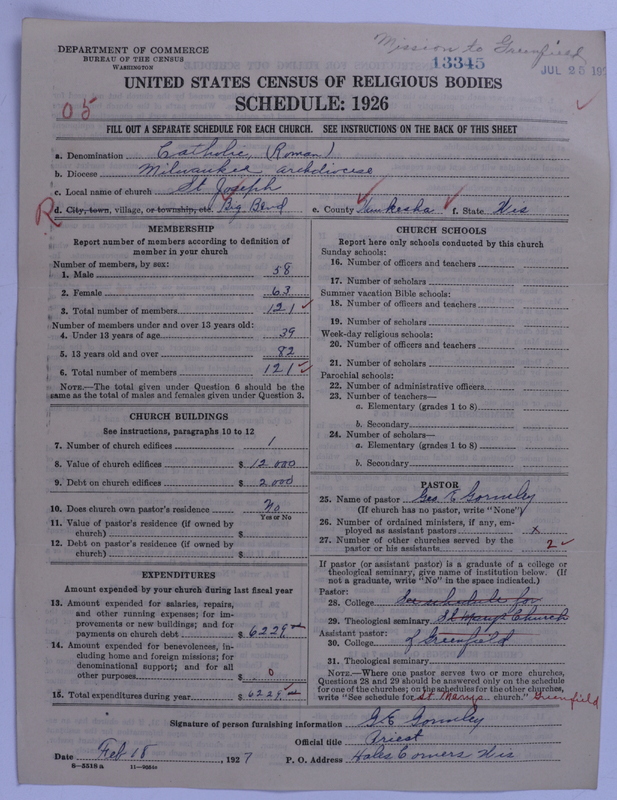 Mission to Greenfield
DEPARTMENT OF COMMERCE
BUREAU OF THE CENSUS
WASHINGTON
13345
JUL 25 192
UNITED STATES CENSUS OF RELIGIOUS BODIES
SCHEDULE: 1926
05
FILL OUT A SEPARATE SCHEDULE FOR EACH CHURCH. SEE INSTRUCTIONS ON THE BACK OF THIS SHEET
a. Denomination Catholic, (Roman)
b. Diocese Milwaukee archdiocese
c. Local name of church St Joseph
R d. City, town, village, or township, etc. Big Bend e. County Waukesha f. State Wis
MEMBERSHIP
Report number of members according to definition of
member in your church
Number of members, by sex:
1. Male 58
2. Female 63
3. Total number of members 121
Number of members under and over 13 years old:
4. Under 13 years of age 39
5. 13 years old and over 82
6. Total number of members 121
NOTE.—The total given under Question 6 should be the
same as the total of males and females given under Question 3.
CHURCH BUILDINGS
See instructions, paragraphs 10 to 12
7. Number of church edifices 1
8. Value of church edifices $ 12 000
9. Debt on church edifices $ 2 000
10. Does church own pastor's residence? No
Yes or No
11. Value of pastor's residence (if owned by
church) $
12. Debt on pastor's residence (if owned by
church) $
EXPENDITURES
Amount expended by your church during last fiscal year
13. Amount expended for salaries, repairs,
and other running expenses; for im-
provements or new buildings; and for
payments on church debt $ 6229
14. Amount expended for benevolences, in-
cluding home and foreign missions; for
denominational support; and for all
other purposes $ 0
15. Total expenditures during year $ 6229
CHURCH SCHOOLS
Report here only schools conducted by this church
Sunday schools:
16. Number of officers and teachers
17. Number of scholars
Summer vacation Bible schools:
18. Number of officers and teachers
19. Number of scholars
Week-day religious schools:
20. Number of officers and teachers
21. Number of scholars
Parochial schools:
22. Number of administrative officers
23. Number of teachers—
a. Elementary (grades 1 to 8)
b. Secondary
24. Number of scholars—
a. Elementary (grades 1 to 8)
b. Secondary
PASTOR
25. Name of pastor Geo E Gormley
(If church has no pastor, write "None")
26. Number of ordained ministers, if any, em-
ployed as assistant pastors x
27. Number of other churches served by the
pastor or his assistants 2
If pastor (or assistant pastor) is a graduate of a college or
theological seminary, give name of institution below. (If
not a graduate, write "No" in the space indicated.)
Pastor:
28. College See schedule for
29. Theological seminary St Marys Church
Assistant pastor:
30. College of Greenfield
31. Theological seminary
NOTE.—Where one pastor serves two or more churches,
Questions 28 and 29 should be answered only on the schedule
for one of the churches; on the schedules for the other churches,
write "See schedule for St Marys church." Greenfield
Signature of person furnishing information G. E Gormley
Official title Priest
Date Feb 18, 1927 P. O. Address Hales Corners Wis
8—5518 a